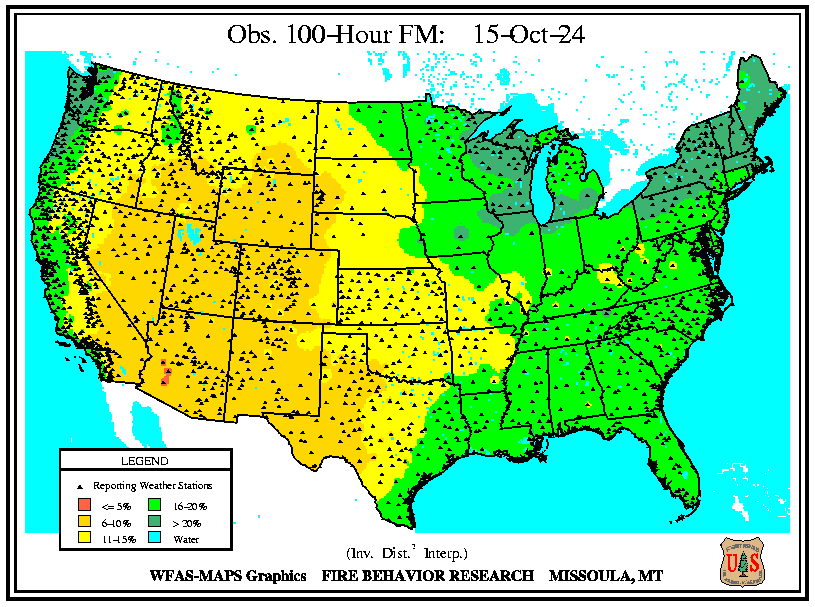 Obs. 100-Hour FM: 15-Oct-24
LEGEND
Reporting Weather Stations
<= 5%
16-20%
6-10%
> 20%
11-15%
Water
(Inv. Dist.² Interp.)
WFAS-MAPS Graphics FIRE BEHAVIOR RESEARCH MISSOULA, MT
U S